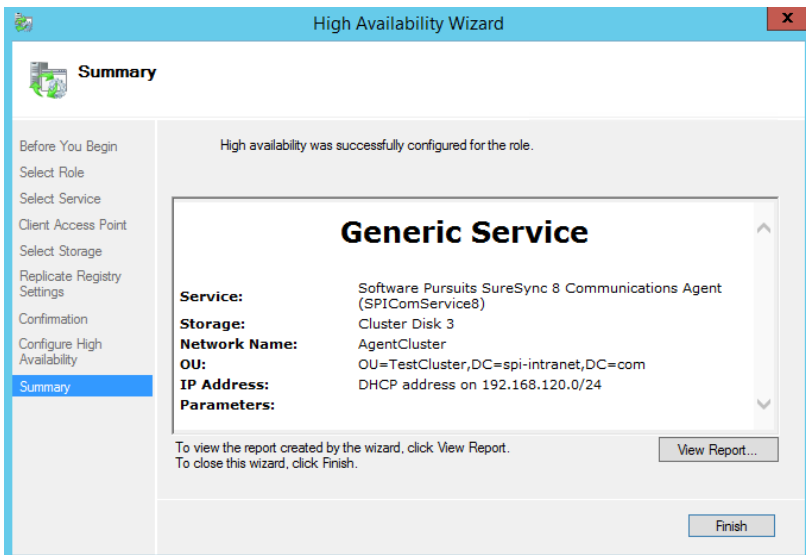 High Availability Wizard
x
Summary
Before You Begin
Select Role
Select Service
Client Access Point
Select Storage
Replicate Registry
Settings
Confirmation
Configure High
Availability
Summary
High availability was successfully configured for the role.
Generic Service
Service: Software Pursuits SureSync 8 Communications Agent
(SPIComService8)
Storage: Cluster Disk 3
Network Name: AgentCluster
OU: OU=TestCluster,DC=spi-intranet,DC=com
IP Address: DHCP address on 192.168.120.0/24
Parameters:
To view the report created by the wizard, click View Report.
To close this wizard, click Finish.
View Report...
Finish